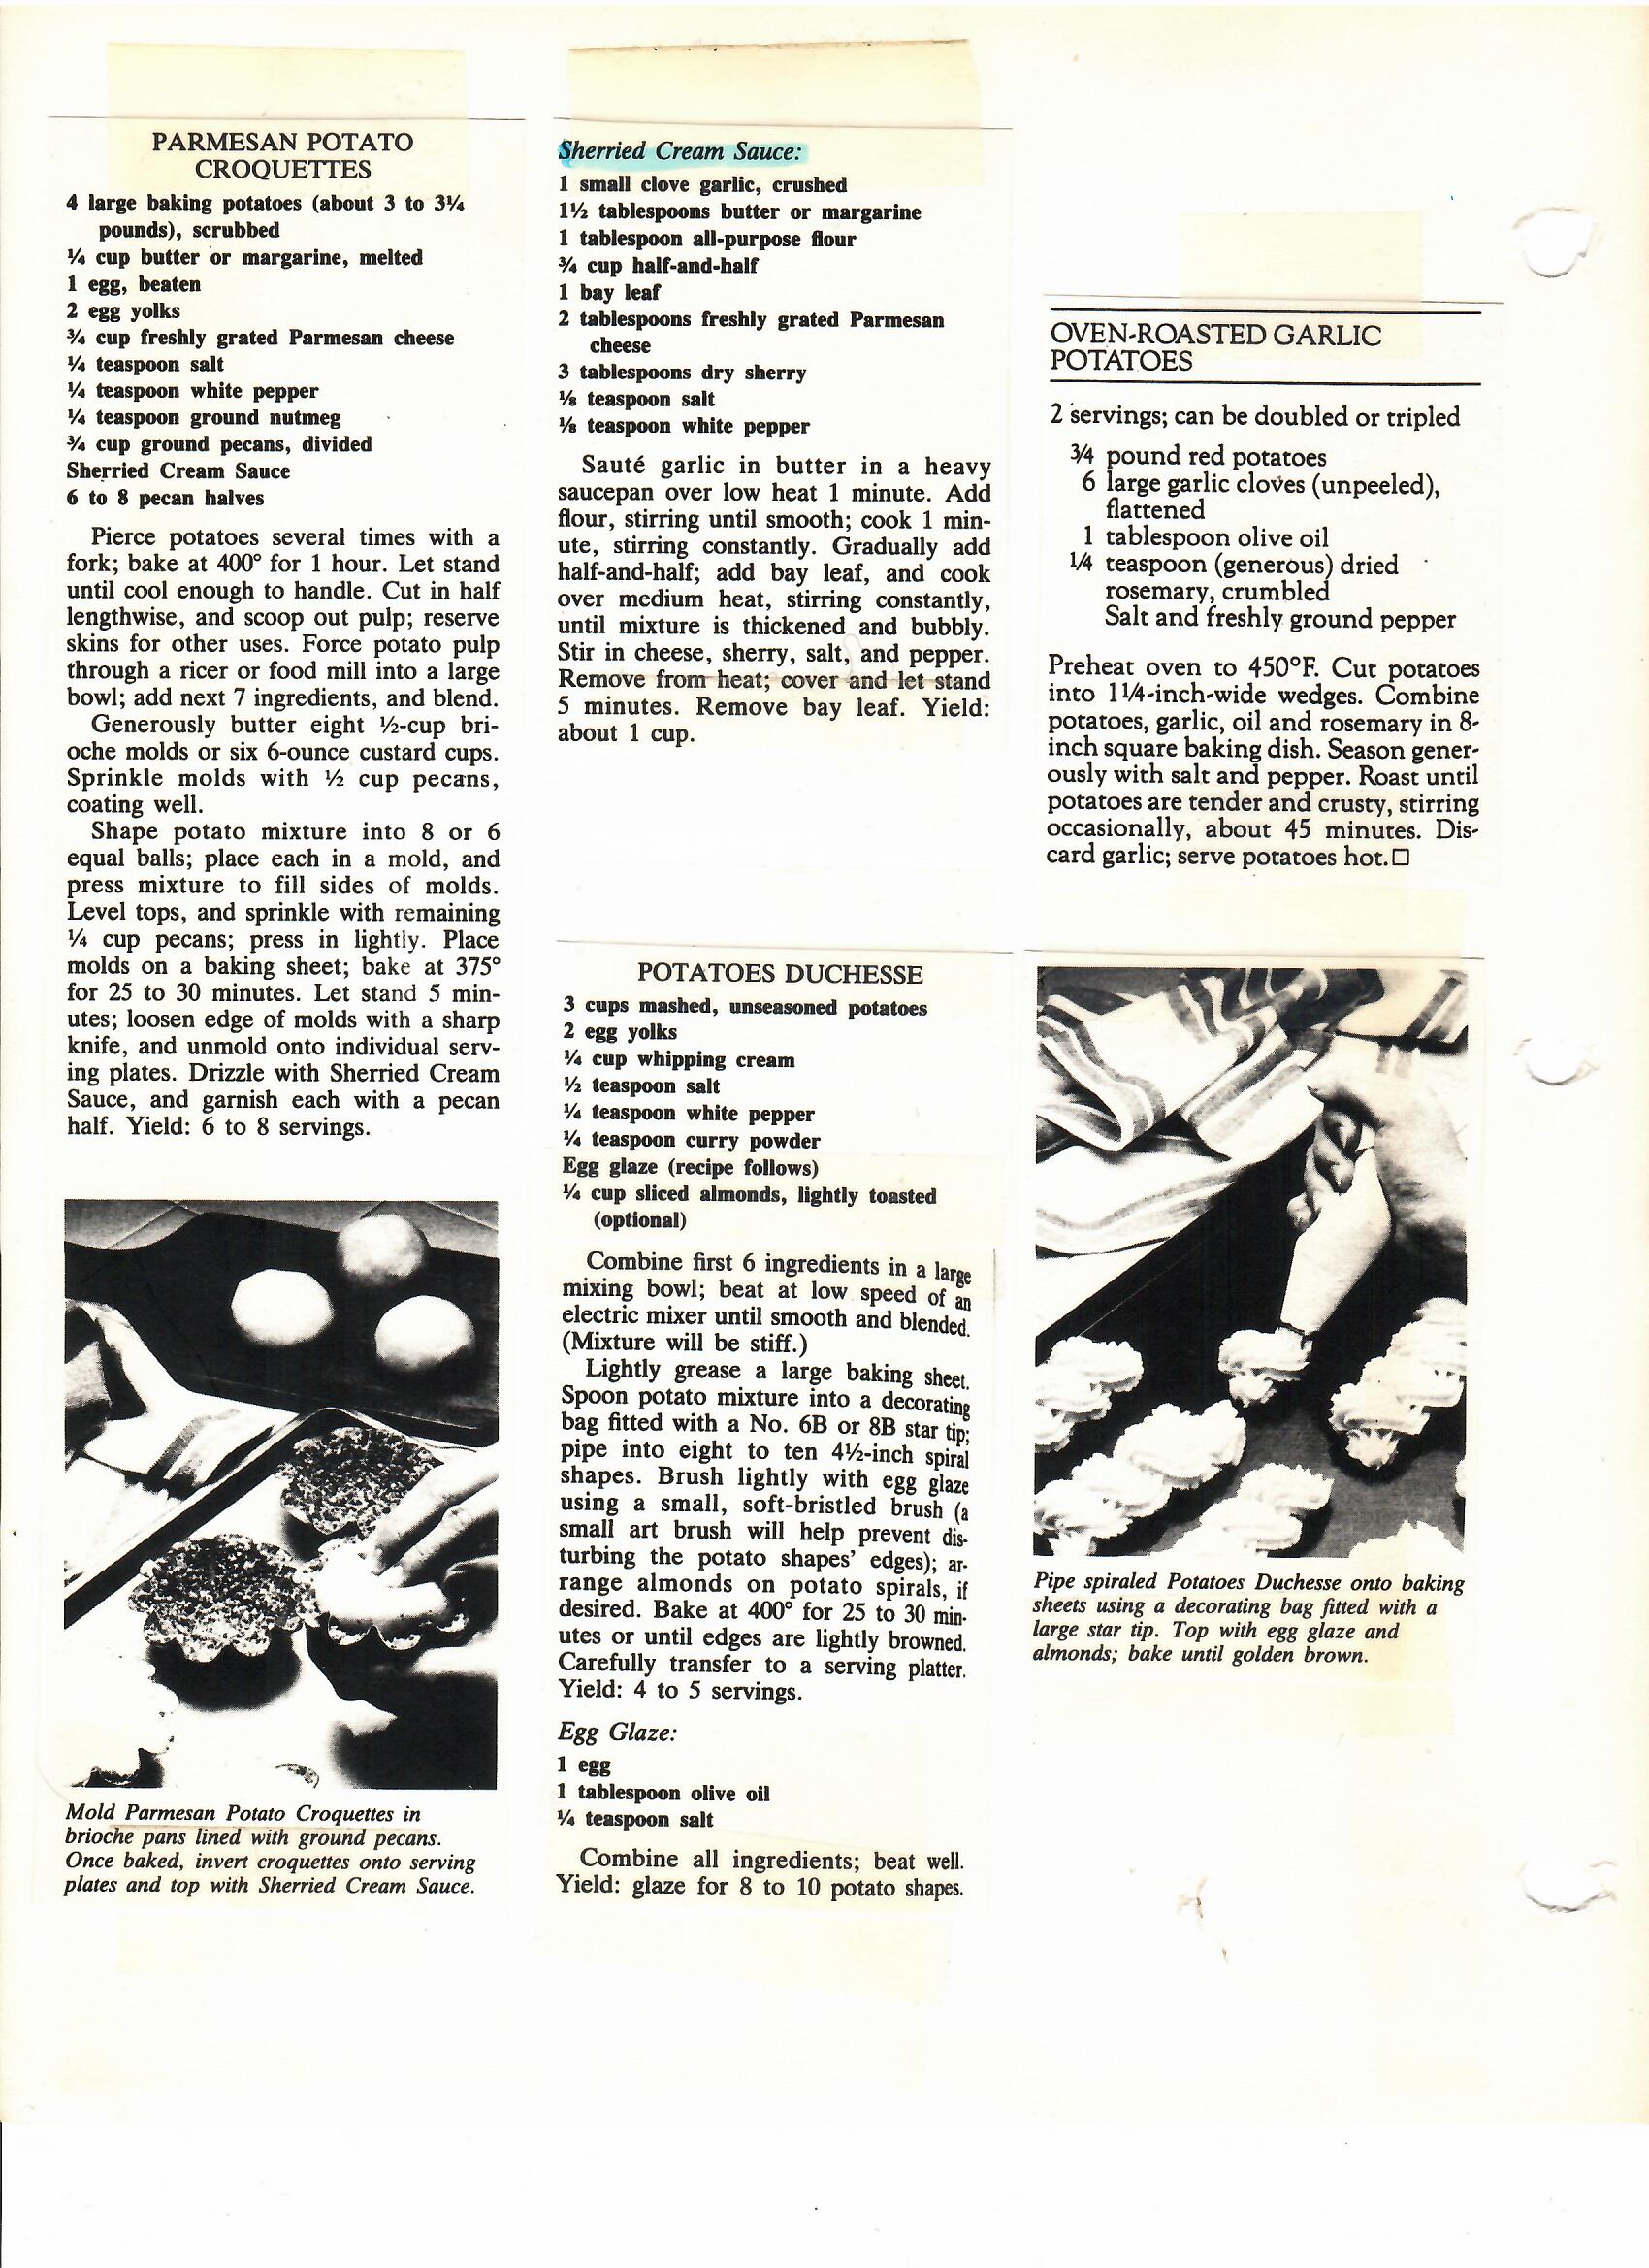 PARMESAN POTATO
CROQUETTES
4 large baking potatoes (about 3 to 3¼
pounds), scrubbed
¼ cup butter or margarine, melted
1 egg, beaten
2 egg yolks
¾ cup freshly grated Parmesan cheese
¼ teaspoon salt
¼ teaspoon white pepper
¼ teaspoon ground nutmeg
¾ cup ground pecans, divided
Sherried Cream Sauce
6 to 8 pecan halves
Pierce potatoes several times with a
fork; bake at 400° for 1 hour. Let stand
until cool enough to handle. Cut in half
lengthwise, and scoop out pulp; reserve
skins for other uses. Force potato pulp
through a ricer or food mill into a large
bowl; add next 7 ingredients, and blend.
Generously butter eight ½-cup bri-
oche molds or six 6-ounce custard cups.
Sprinkle molds with ½ cup pecans,
coating well.
Shape potato mixture into 8 or 6
equal balls; place each in a mold, and
press mixture to fill sides of molds.
Level tops, and sprinkle with remaining
¼ cup pecans; press in lightly. Place
molds on a baking sheet; bake at 375°
for 25 to 30 minutes. Let stand 5 min-
utes; loosen edge of molds with a sharp
knife, and unmold onto individual serv-
ing plates. Drizzle with Sherried Cream
Sauce, and garnish each with a pecan
half. Yield: 6 to 8 servings.
Mold Parmesan Potato Croquettes in
brioche pans lined with ground pecans.
Once baked, invert croquettes onto serving
plates and top with Sherried Cream Sauce.
Sherried Cream Sauce:
1 small clove garlic, crushed
1½ tablespoons butter or margarine
1 tablespoon all-purpose flour
¾ cup half-and-half
1 bay leaf
2 tablespoons freshly grated Parmesan
cheese
3 tablespoons dry sherry
⅛ teaspoon salt
⅛ teaspoon white pepper
Sauté garlic in butter in a heavy
saucepan over low heat 1 minute. Add
flour, stirring until smooth; cook 1 min-
ute, stirring constantly. Gradually add
half-and-half; add bay leaf, and cook
over medium heat, stirring constantly,
until mixture is thickened and bubbly.
Stir in cheese, sherry, salt, and pepper.
Remove from heat; cover and let stand
5 minutes. Remove bay leaf. Yield:
about 1 cup.
POTATOES DUCHESSE
3 cups mashed, unseasoned potatoes
2 egg yolks
¼ cup whipping cream
½ teaspoon salt
¼ teaspoon white pepper
¼ teaspoon curry powder
Egg glaze (recipe follows)
¼ cup sliced almonds, lightly toasted
(optional)
Combine first 6 ingredients in a large
mixing bowl; beat at low speed of an
electric mixer until smooth and blended.
(Mixture will be stiff.)
Lightly grease a large baking sheet.
Spoon potato mixture into a decorating
bag fitted with a No. 6B or 8B star tip;
pipe into eight to ten 4½-inch spiral
shapes. Brush lightly with egg glaze
using a small, soft-bristled brush (a
small art brush will help prevent dis-
turbing the potato shapes' edges); ar-
range almonds on potato spirals, if
desired. Bake at 400° for 25 to 30 min-
utes or until edges are lightly browned.
Carefully transfer to a serving platter.
Yield: 4 to 5 servings.
Egg Glaze:
1 egg
1 tablespoon olive oil
¼ teaspoon salt
Combine all ingredients; beat well.
Yield: glaze for 8 to 10 potato shapes.
OVEN-ROASTED GARLIC
POTATOES
2 servings; can be doubled or tripled
3/4 pound red potatoes
6 large garlic cloves (unpeeled),
flattened
1 tablespoon olive oil
1/4 teaspoon (generous) dried
rosemary, crumbled
Salt and freshly ground pepper
Preheat oven to 450°F. Cut potatoes
into 1¼-inch-wide wedges. Combine
potatoes, garlic, oil and rosemary in 8-
inch square baking dish. Season gener-
ously with salt and pepper. Roast until
potatoes are tender and crusty, stirring
occasionally, about 45 minutes. Dis-
card garlic; serve potatoes hot.□
Pipe spiraled Potatoes Duchesse onto baking
sheets using a decorating bag fitted with a
large star tip. Top with egg glaze and
almonds; bake until golden brown.